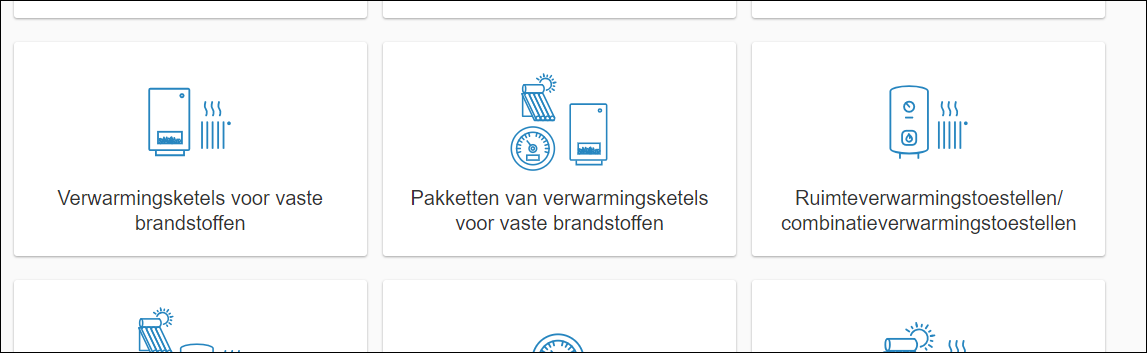 Verwarmingsketels voor vaste
brandstoffen
Pakketten van verwarmingsketels
voor vaste brandstoffen
Ruimteverwarmingstoestellen/
combinatieverwarmingstoestellen